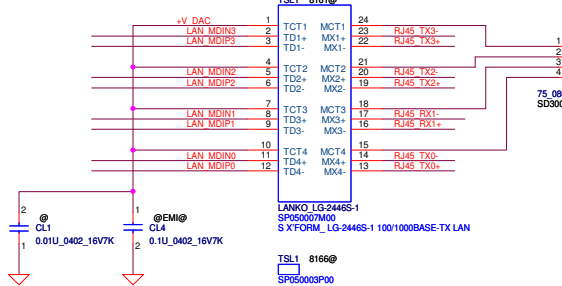 TSL1 8161@
+V_DAC 1 TCT1 MCT1 24
LAN_MDIN3 2 TD1+ MX1+ 23 RJ45_TX3-
LAN_MDIP3 3 TD1- MX1- 22 RJ45_TX3+
1
2
4 TCT2 MCT2 21
3
LAN_MDIN2 5 TD2+ MX2+ 20 RJ45_TX2-
4
LAN_MDIP2 6 TD2- MX2- 19 RJ45_TX2+
75_08
SD300
7 TCT3 MCT3 18
LAN_MDIN1 8 TD3+ MX3+ 17 RJ45_RX1-
LAN_MDIP1 9 TD3- MX3- 16 RJ45_RX1+
10 TCT4 MCT4 15
LAN_MDIN0 11 TD4+ MX4+ 14 RJ45_TX0-
LAN_MDIP0 12 TD4- MX4- 13 RJ45_TX0+
LANKO_LG-2446S-1
SP050007M00
S X'FORM_ LG-2446S-1 100/1000BASE-TX LAN
2 @ 1 @EMI@
CL1 CL4
1 0.01U_0402_16V7K 2 0.1U_0402_16V7K
TSL1 8166@
SP050003P00